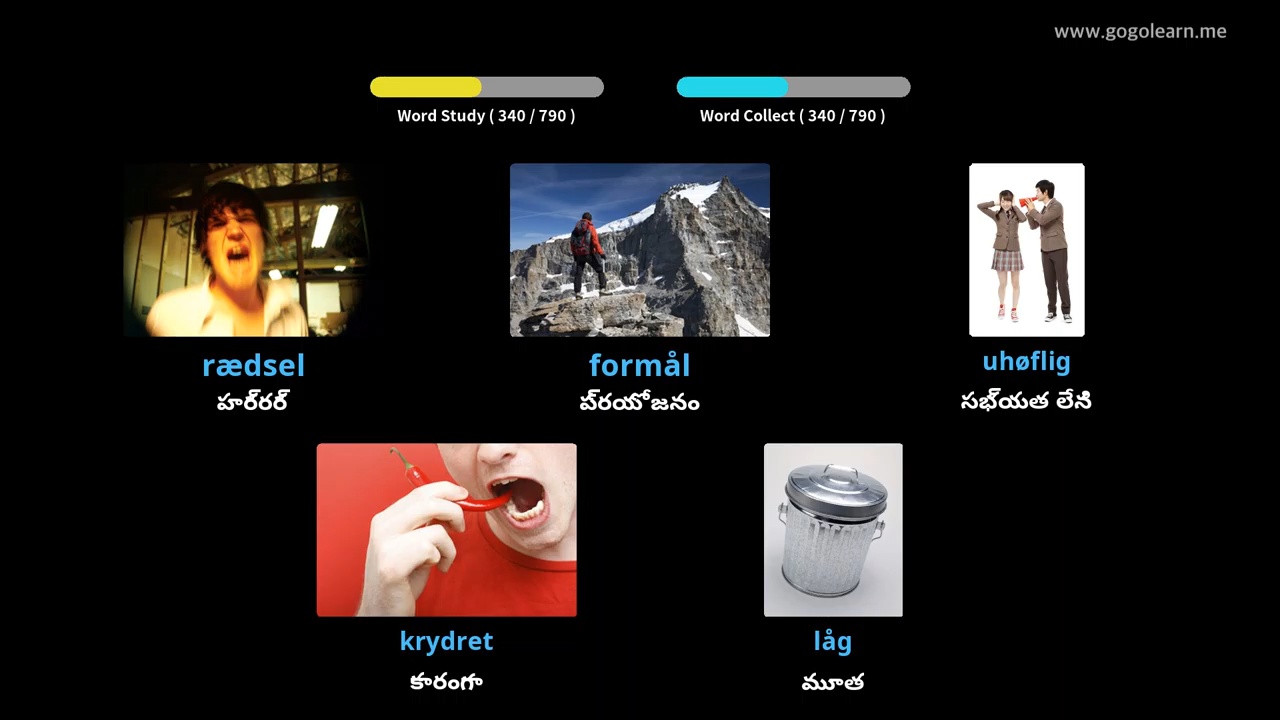 www.gogolearn.me
Word Study ( 340 / 790 )
Word Collect ( 340 / 790 )
rædsel
హర్‌రర్
formål
ప్‌రయోజనం
uhøflig
సభ్‌యత లేని
krydret
కారంగా
låg
మూత